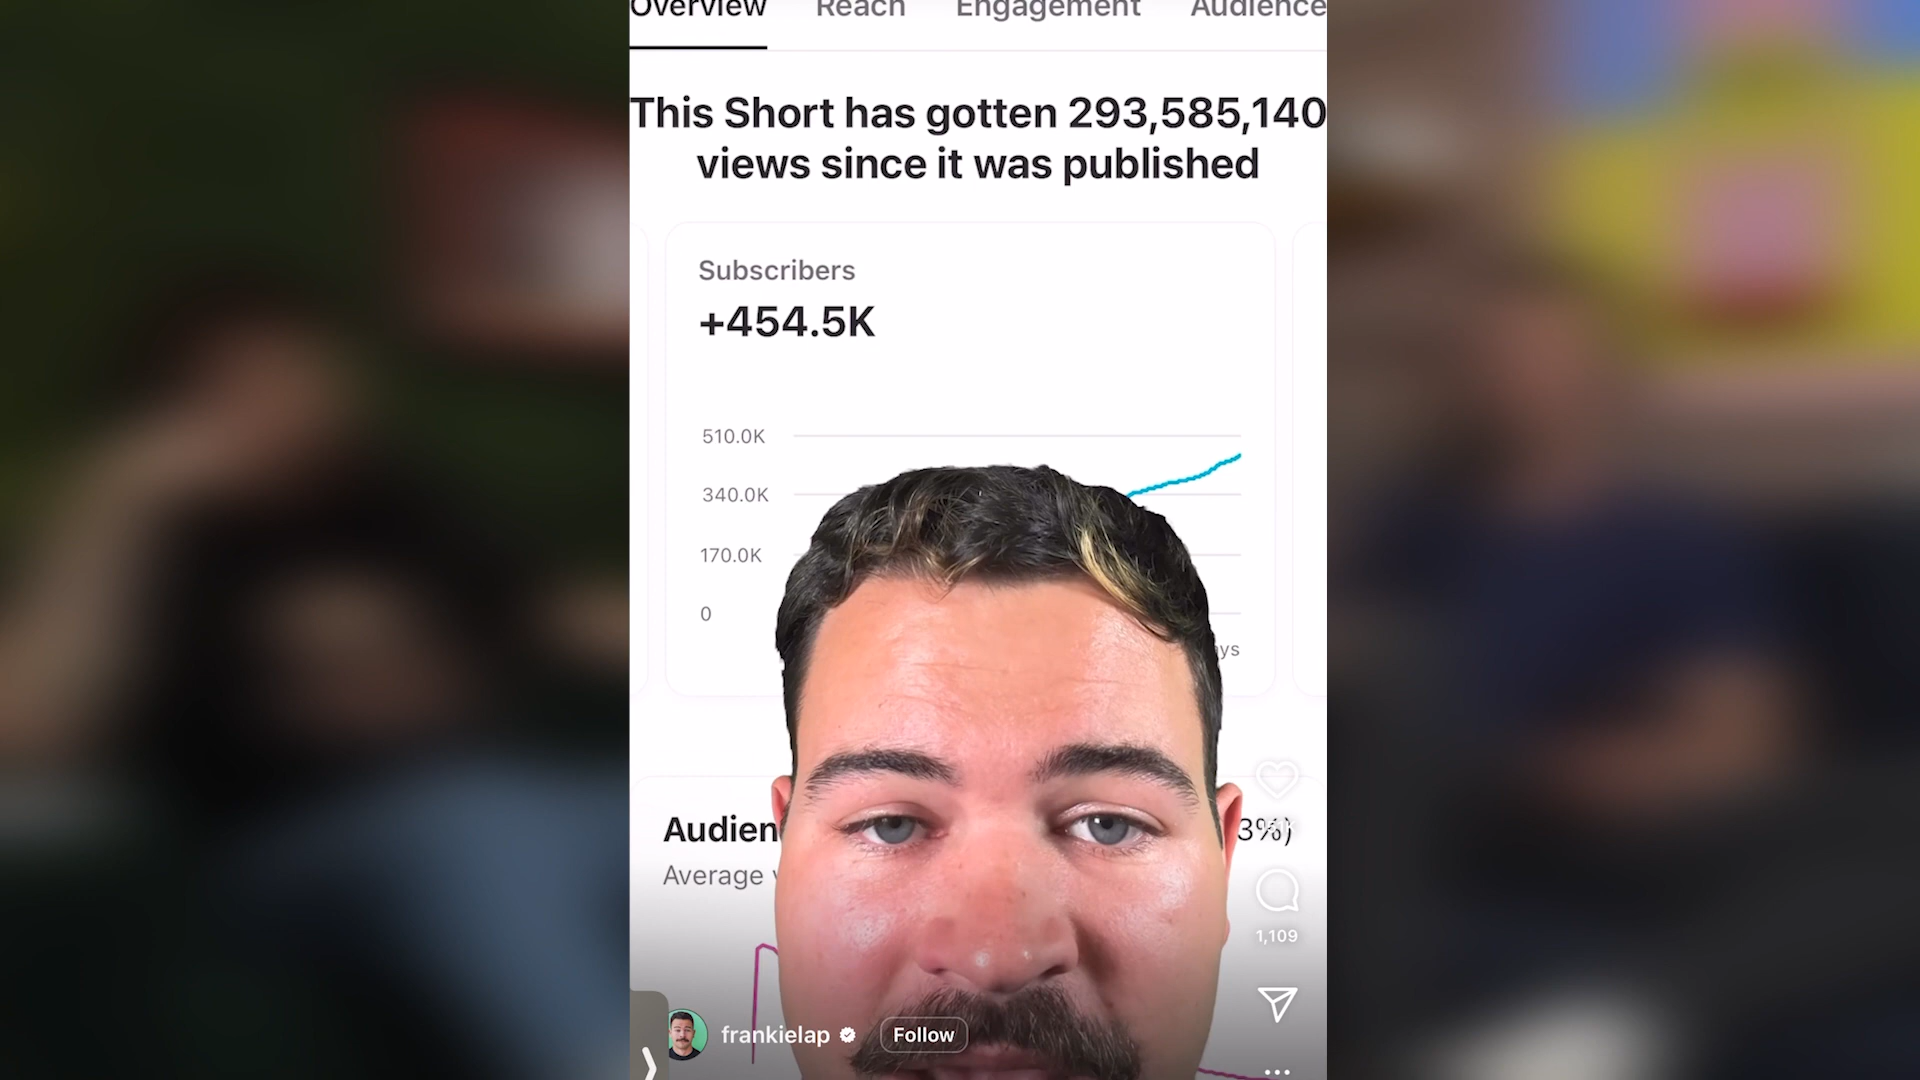 Overview Reach Engagement Audience
This Short has gotten 293,585,140
views since it was published
Subscribers
+454.5K
510.0K
340.0K
170.0K
0
3%)
1,109
frankielap
Follow